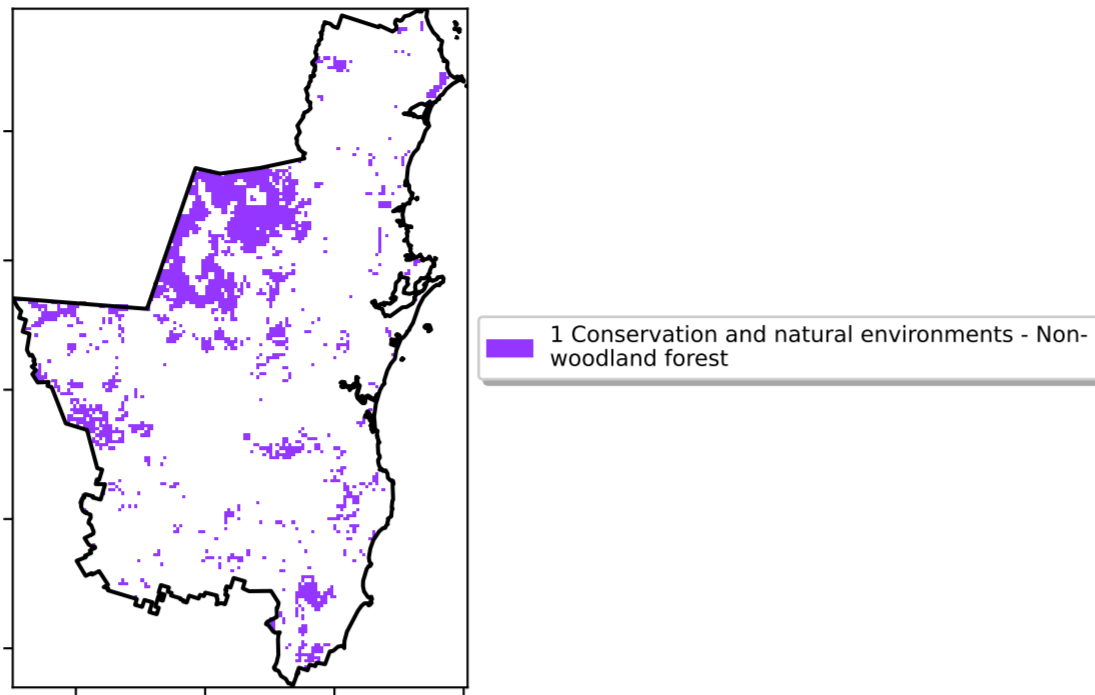 1 Conservation and natural environments - Non-
woodland forest